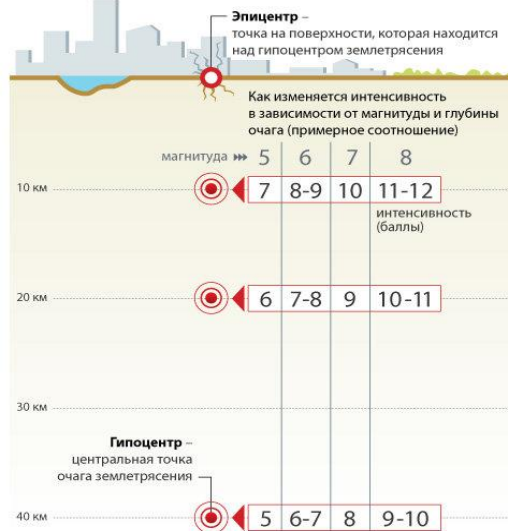 Эпицентр –
точка на поверхности, которая находится
над гипоцентром землетрясения
Как изменяется интенсивность
в зависимости от магнитуды и глубины
очага (примерное соотношение)
магнитуда 5 6 7 8
10 км 7 8-9 10 11-12
интенсивность
(баллы)
20 км 6 7-8 9 10-11
30 км
Гипоцентр –
центральная точка
очага землетрясения
40 км 5 6-7 8 9-10